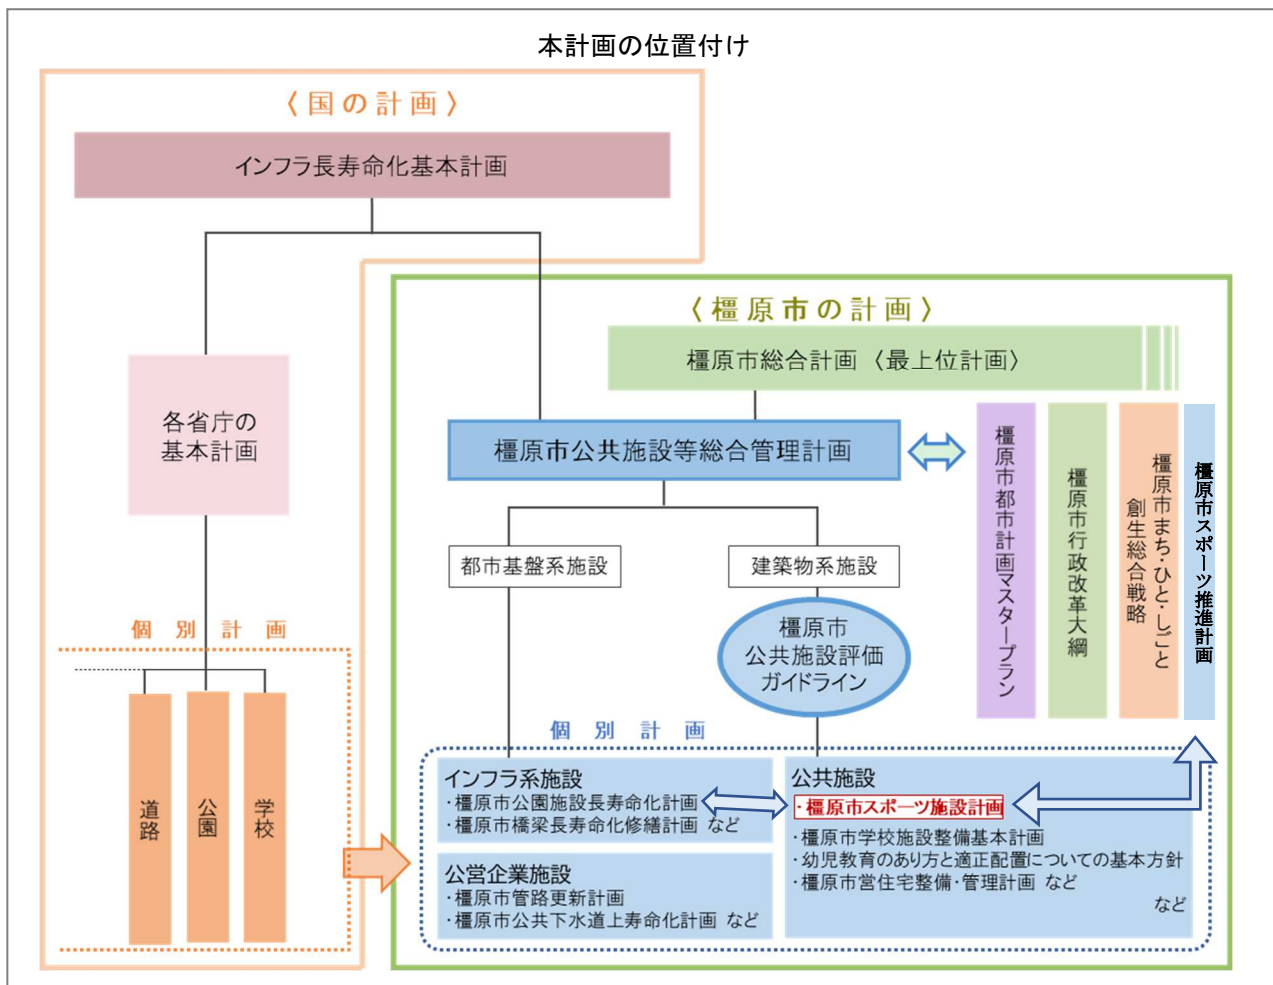 本計画の位置付け
〈国の計画〉
インフラ長寿命化基本計画
各省庁の
基本計画
個別計画
道路
公園
学校
〈橿原市の計画〉
橿原市総合計画 〈最上位計画〉
橿原市公共施設等総合管理計画
橿原市都市計画マスタープラン
橿原市行政改革大綱
橿原市まち・ひと・しごと
創生総合戦略
橿原市スポーツ推進計画
都市基盤系施設
建築物系施設
橿原市
公共施設評価
ガイドライン
個別計画
インフラ系施設
・橿原市公園施設長寿命化計画
・橿原市橋梁長寿命化修繕計画 など
公営企業施設
・橿原市管路更新計画
・橿原市公共下水道上寿命化計画 など
公共施設
・橿原市スポーツ施設計画
・橿原市学校施設整備基本計画
・幼児教育のあり方と適正配置についての基本方針
・橿原市営住宅整備・管理計画 など
など